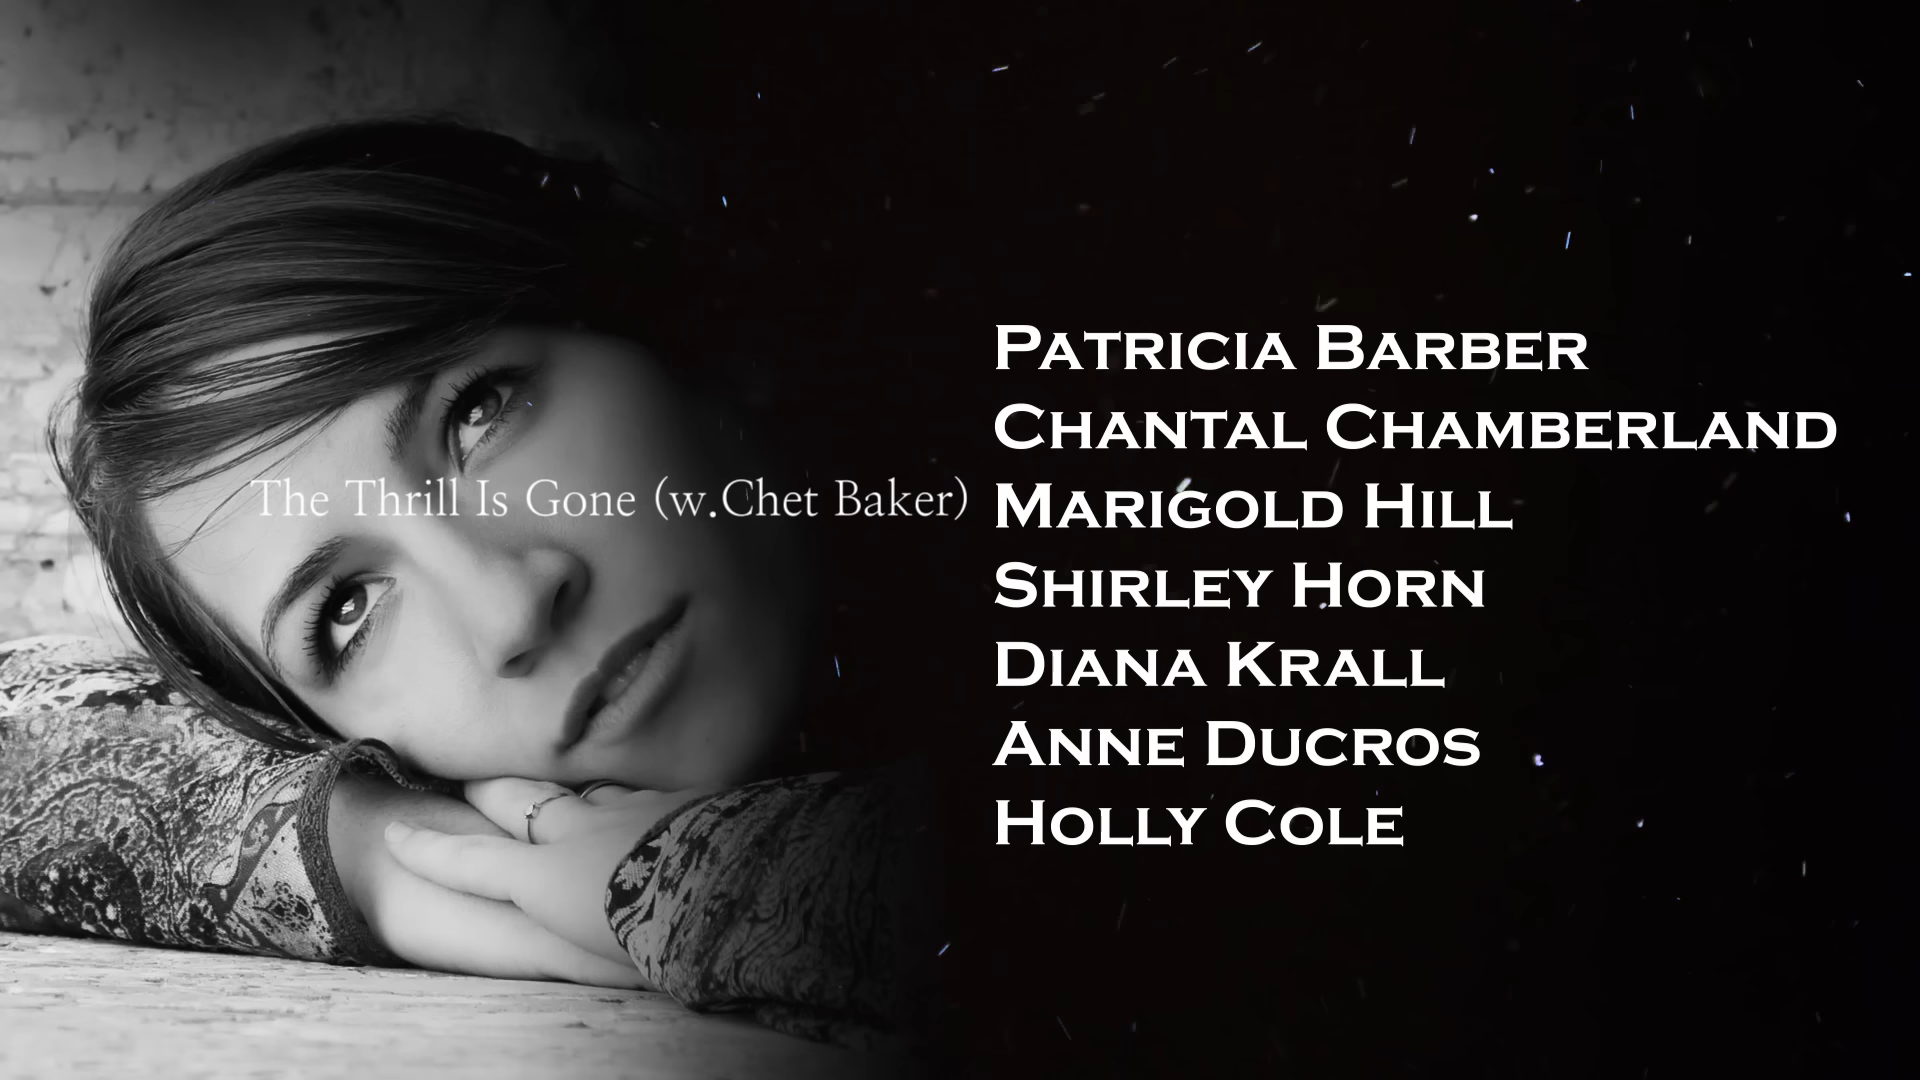 Patricia Barber
Chantal Chamberland
The Thrill Is Gone (w.Chet Baker)
Marigold Hill
Shirley Horn
Diana Krall
Anne Ducros
Holly Cole